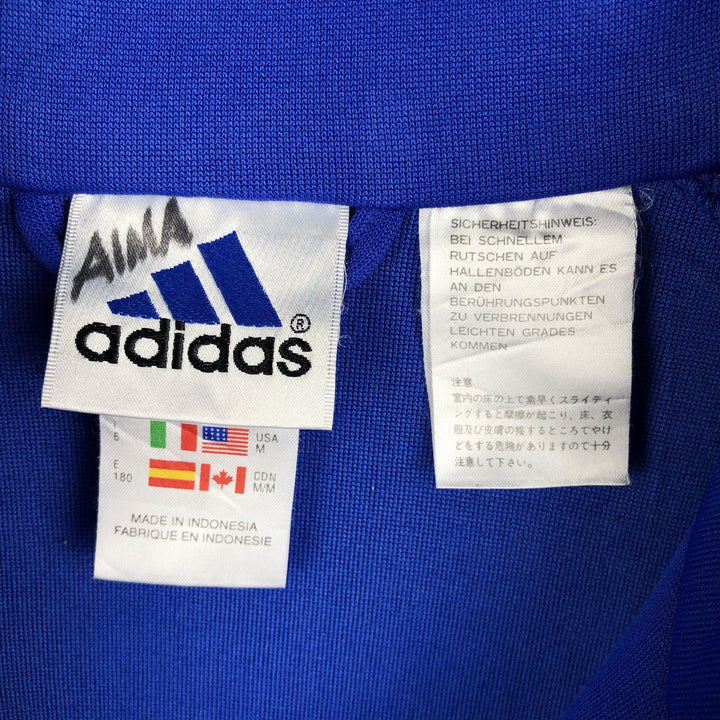 AIMA
adidas®
I
6
USA
M
E
180
CDN
M/M
MADE IN INDONESIA
FABRIQUE EN INDONESIE
SICHERHEITSHINWEIS:
BEI SCHNELLEM
RUTSCHEN AUF
HALLENBÖDEN KANN ES
AN DEN
BERÜHRUNGSPUNKTEN
ZU VERBRENNUNGEN
LEICHTEN GRADES
KOMMEN
注意
室内の床の上で素早くスライディ
ングすると摩擦が起こり、床、衣
服及び皮膚の接するところでやけ
どをする危険がありますので十分
注意して下さい。